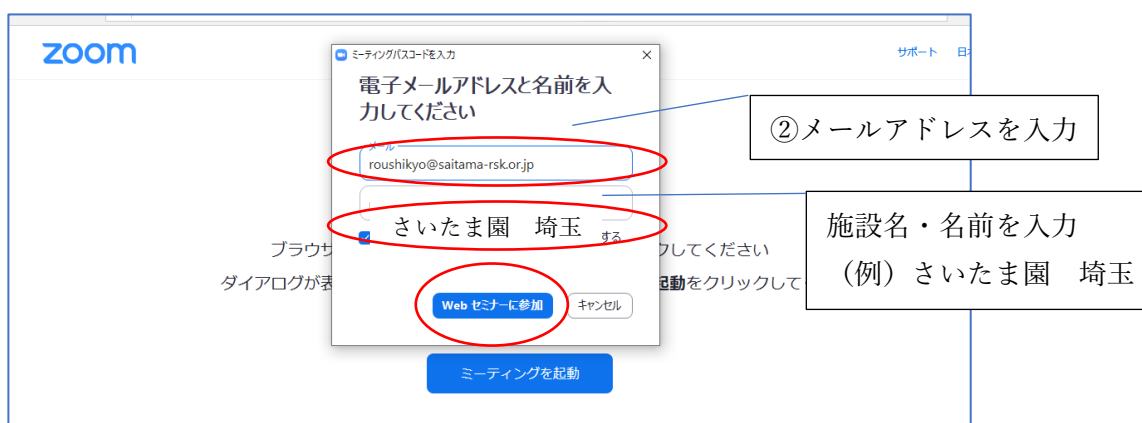 zoom
サポート 日
ミーティングパスコードを入力
電子メールアドレスと名前を入
力してください
②メールアドレスを入力
メール
roushikyo@saitama-rsk.or.jp
施設名・名前を入力
(例)さいたま園 埼玉
さいたま園 埼玉
する
ブラウザ クしてください
ダイアログが表 起動をクリックして
Web セミナーに参加 キャンセル
ミーティングを起動